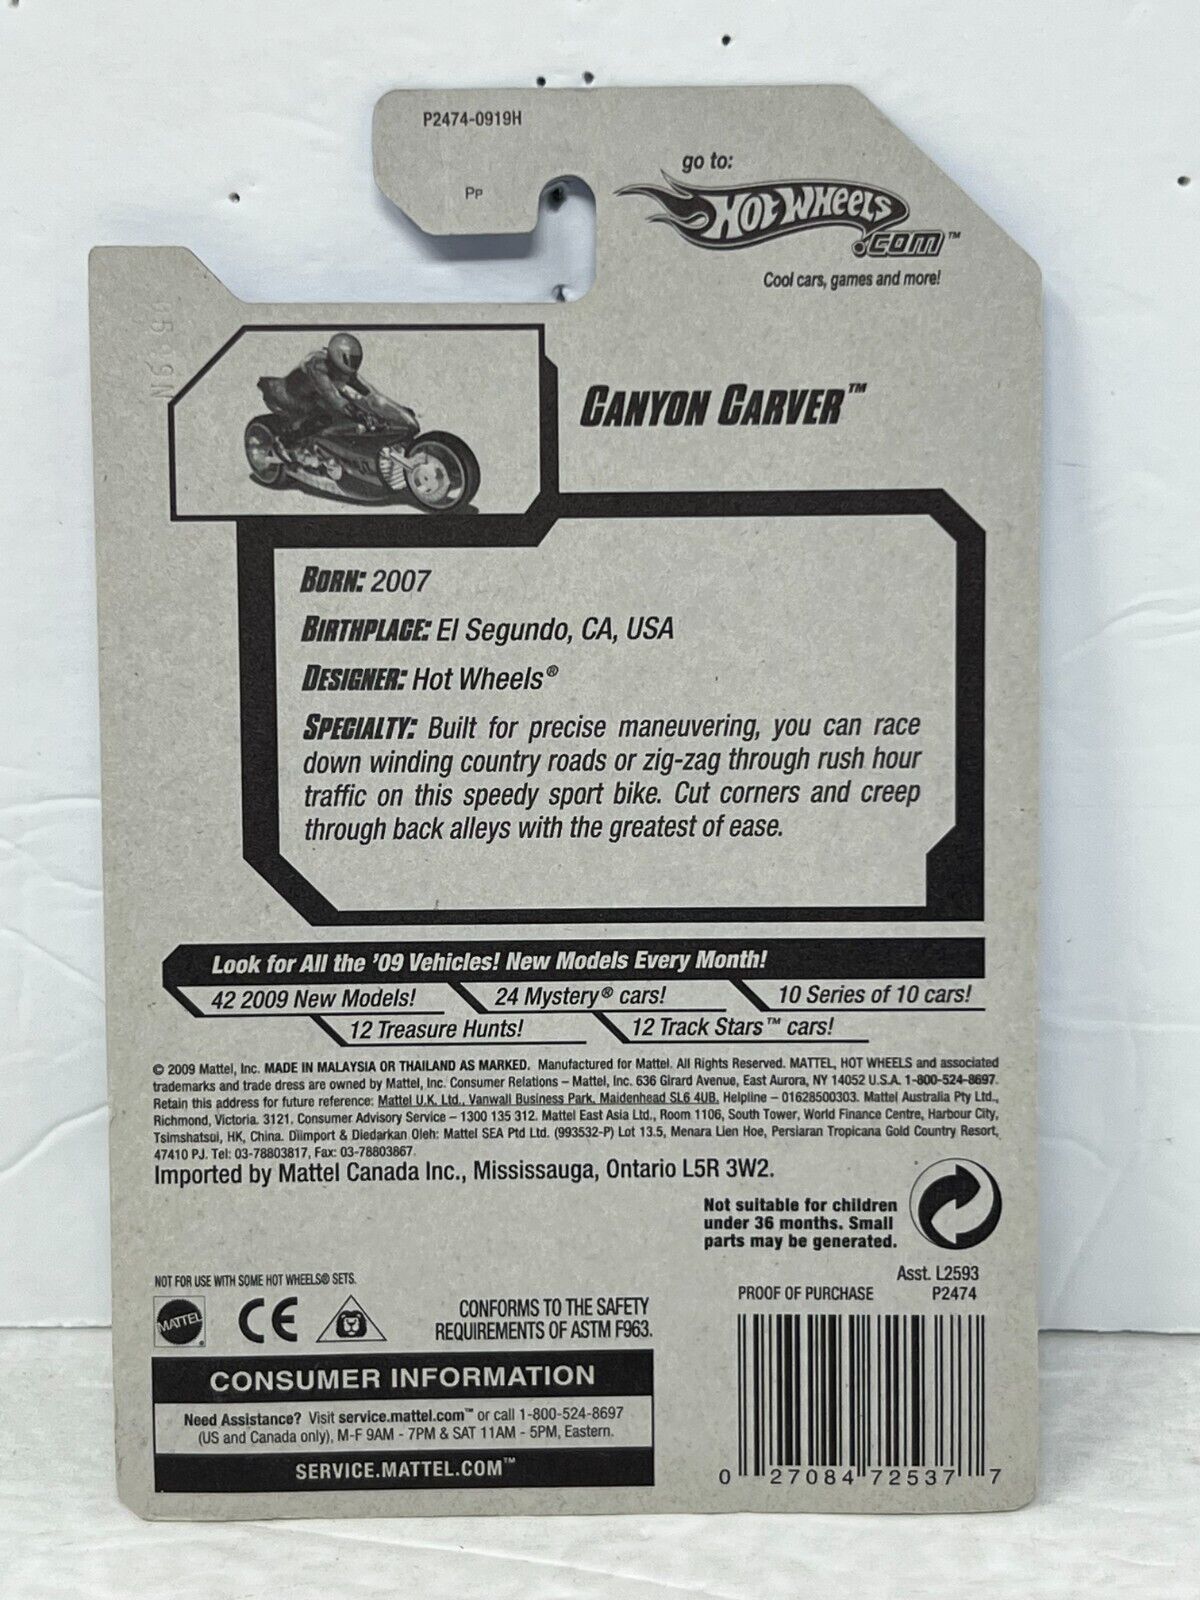 P2474-0919H
PP
go to:
HOT WHEELS
.COM™
Cool cars, games and more!
CANYON CARVER™
BORN: 2007
BIRTHPLACE: El Segundo, CA, USA
DESIGNER: Hot Wheels®
SPECIALTY: Built for precise maneuvering, you can race
down winding country roads or zig-zag through rush hour
traffic on this speedy sport bike. Cut corners and creep
through back alleys with the greatest of ease.
Look for All the '09 Vehicles! New Models Every Month!
42 2009 New Models! 24 Mystery® cars! 10 Series of 10 cars!
12 Treasure Hunts! 12 Track Stars™ cars!
© 2009 Mattel, Inc. MADE IN MALAYSIA OR THAILAND AS MARKED. Manufactured for Mattel. All Rights Reserved. MATTEL, HOT WHEELS and associated
trademarks and trade dress are owned by Mattel, Inc. Consumer Relations – Mattel, Inc. 636 Girard Avenue, East Aurora, NY 14052 U.S.A. 1-800-524-8697.
Retain this address for future reference: Mattel U.K. Ltd., Vanwall Business Park, Maidenhead SL6 4UB. Helpline – 01628500303. Mattel Australia Pty Ltd.,
Richmond, Victoria. 3121. Consumer Advisory Service – 1300 135 312. Mattel East Asia Ltd., Room 1106, South Tower, World Finance Centre, Harbour City,
Tsimshatsui, HK, China. Diimport & Diedarkan Oleh: Mattel SEA Ptd Ltd. (993532-P) Lot 13.5, Menara Lien Hoe, Persiaran Tropicana Gold Country Resort,
47410 PJ. Tel: 03-78803817, Fax: 03-78803867.
Imported by Mattel Canada Inc., Mississauga, Ontario L5R 3W2.
Not suitable for children
under 36 months. Small
parts may be generated.
NOT FOR USE WITH SOME HOT WHEELS® SETS.
Asst. L2593
PROOF OF PURCHASE P2474
MATTEL ® CE
CONFORMS TO THE SAFETY
REQUIREMENTS OF ASTM F963.
CONSUMER INFORMATION
Need Assistance? Visit service.mattel.com™ or call 1-800-524-8697
(US and Canada only), M-F 9AM - 7PM & SAT 11AM - 5PM, Eastern.
SERVICE.MATTEL.COM™
0 27084 72537 7